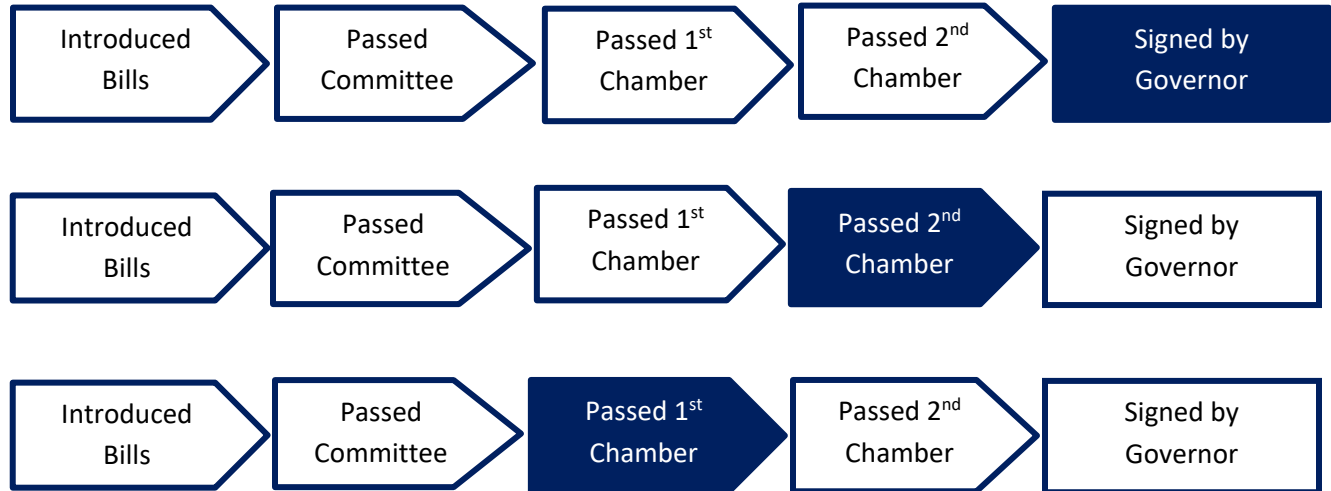 Introduced
Bills
Passed
Committee
Passed 1st
Chamber
Passed 2nd
Chamber
Signed by
Governor
Introduced
Bills
Passed
Committee
Passed 1st
Chamber
Passed 2nd
Chamber
Signed by
Governor
Introduced
Bills
Passed
Committee
Passed 1st
Chamber
Passed 2nd
Chamber
Signed by
Governor